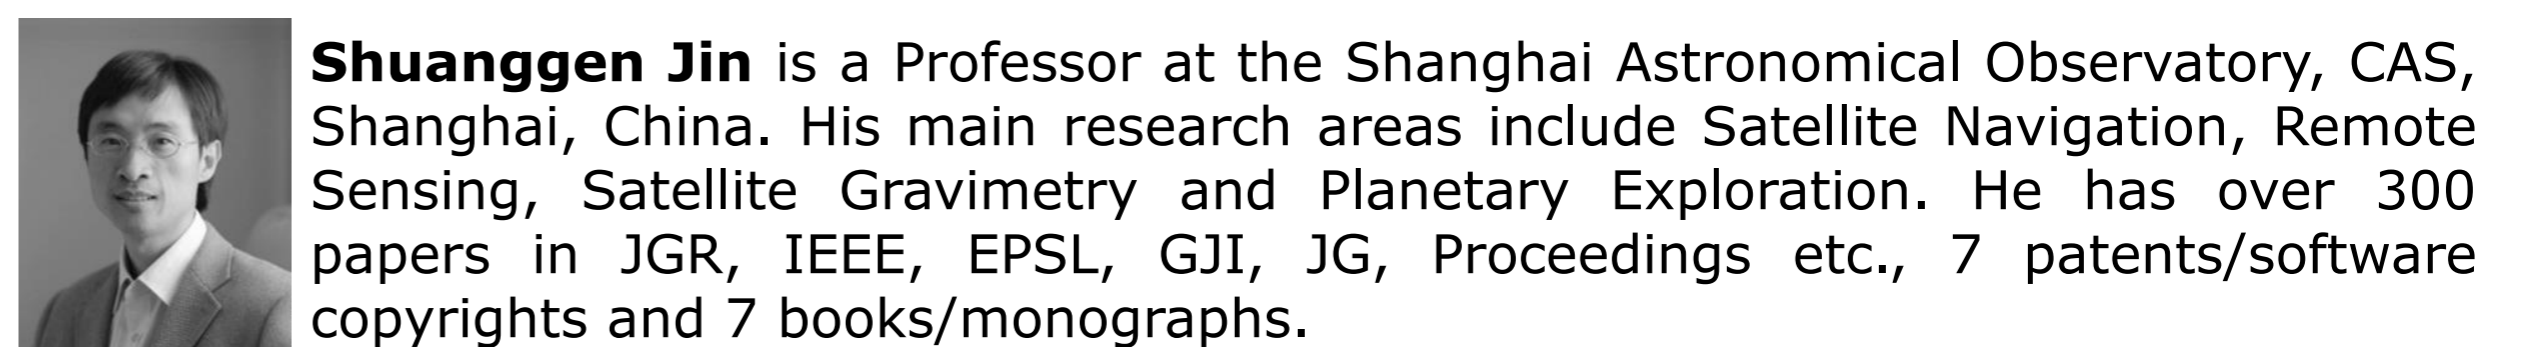 Shuanggen Jin is a Professor at the Shanghai Astronomical Observatory, CAS,
Shanghai, China. His main research areas include Satellite Navigation, Remote
Sensing, Satellite Gravimetry and Planetary Exploration. He has over 300
papers in JGR, IEEE, EPSL, GJI, JG, Proceedings etc., 7 patents/software
copyrights and 7 books/monographs.